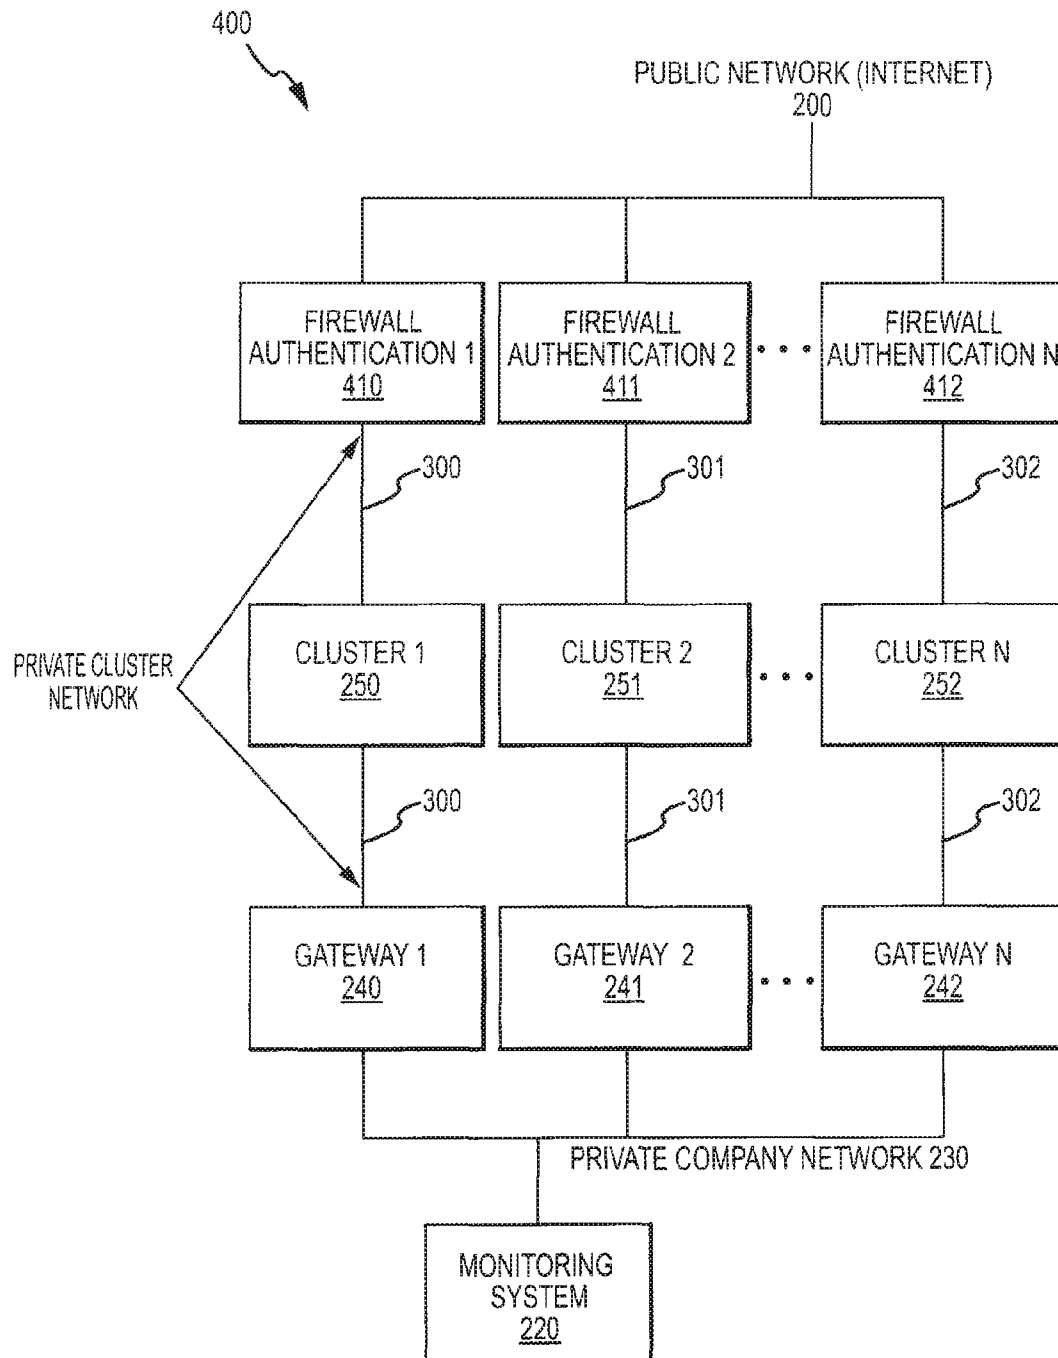 400
PUBLIC NETWORK (INTERNET)
200
FIREWALL
AUTHENTICATION 1
410
FIREWALL
AUTHENTICATION 2
411
FIREWALL
AUTHENTICATION N
412
300
301
302
PRIVATE CLUSTER
NETWORK
CLUSTER 1
250
CLUSTER 2
251
CLUSTER N
252
300
301
302
GATEWAY 1
240
GATEWAY 2
241
GATEWAY N
242
PRIVATE COMPANY NETWORK 230
MONITORING
SYSTEM
220